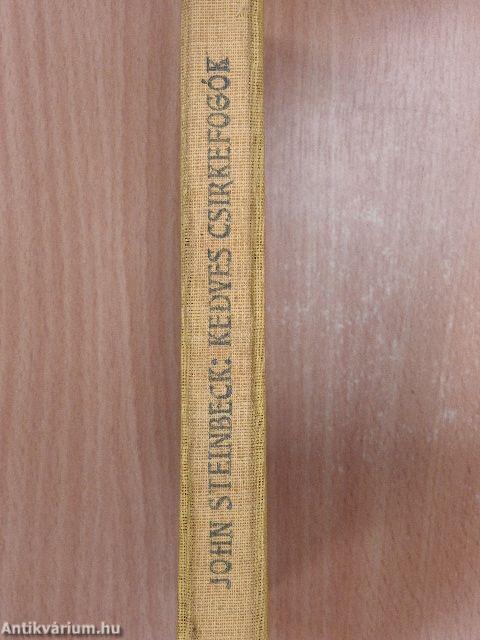 JOHN STEINBECK: KEDVES CSIRKEFOGÓK
Antikvárium.hu